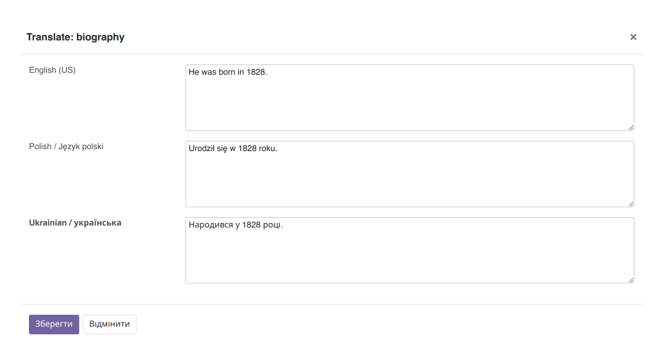 Translate: biography ×
English (US)
He was born in 1828.
Polish / Język polski
Urodził się w 1828 roku.
Ukrainian / українська
Народився у 1828 році.
Зберегти Відмінити